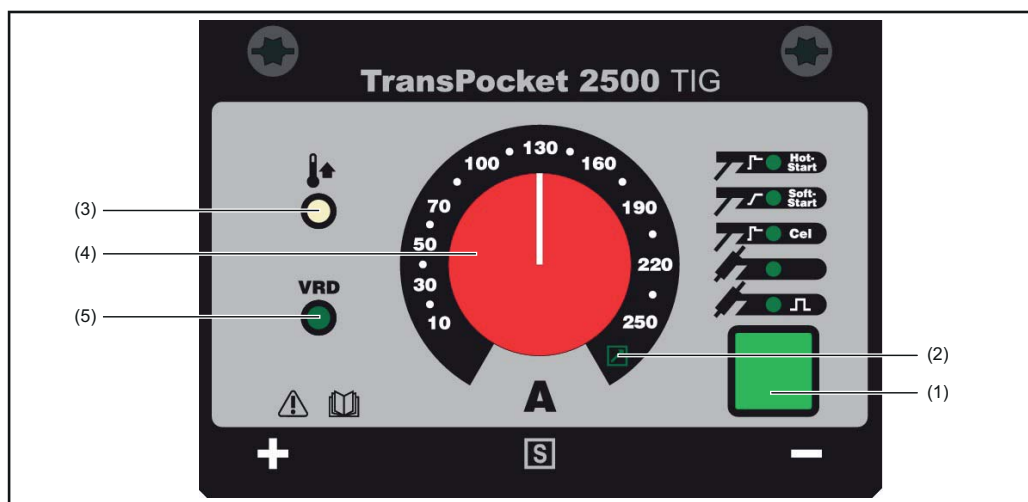 TransPocket 2500 TIG
10 30 50 70 100 130 160 190 220 250
A
VRD
Hot-
Start
Soft-
Start
Cel
(3)
(4)
(5)
(2)
(1)
+
S
−